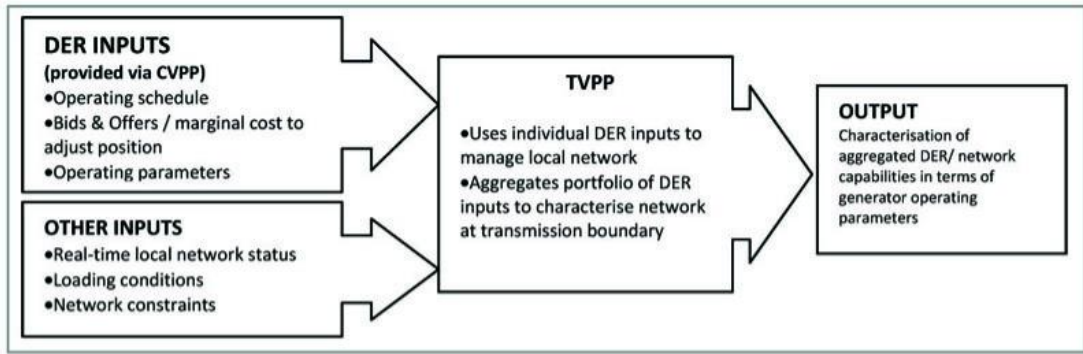 DER INPUTS
(provided via CVPP)
•Operating schedule
•Bids & Offers / marginal cost to
adjust position
•Operating parameters
OTHER INPUTS
•Real-time local network status
•Loading conditions
•Network constraints
TVPP
•Uses individual DER inputs to
manage local network
•Aggregates portfolio of DER
inputs to characterise network
at transmission boundary
OUTPUT
Characterisation of
aggregated DER/ network
capabilities in terms of
generator operating
parameters